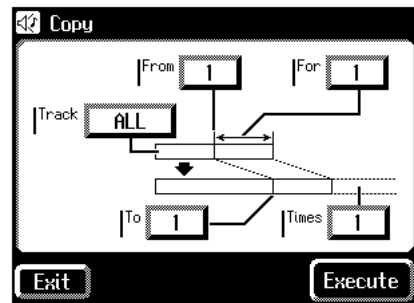 Copy
From 1 For 1
Track ALL
To 1 Times 1
Exit Execute